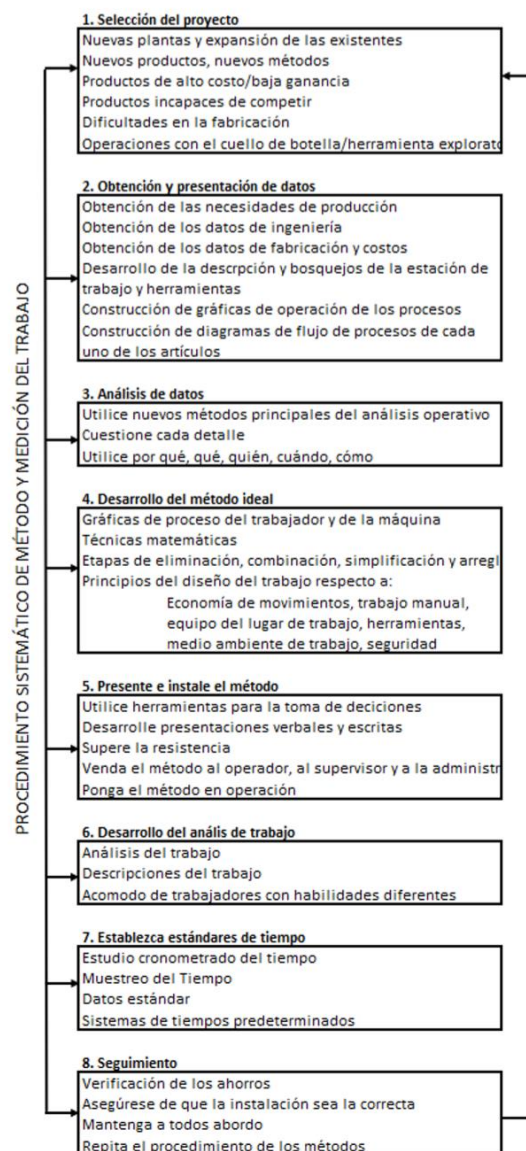 PROCEDIMIENTO SISTEMÁTICO DE MÉTODO Y MEDICIÓN DEL TRABAJO
1. Selección del proyecto
Nuevas plantas y expansión de las existentes
Nuevos productos, nuevos métodos
Productos de alto costo/baja ganancia
Productos incapaces de competir
Dificultades en la fabricación
Operaciones con el cuello de botella/herramienta explorato
2. Obtención y presentación de datos
Obtención de las necesidades de producción
Obtención de los datos de ingeniería
Obtención de los datos de fabricación y costos
Desarrollo de la descrpción y bosquejos de la estación de
trabajo y herramientas
Construcción de gráficas de operación de los procesos
Construcción de diagramas de flujo de procesos de cada
uno de los artículos
3. Análisis de datos
Utilice nuevos métodos principales del análisis operativo
Cuestione cada detalle
Utilice por qué, qué, quién, cuándo, cómo
4. Desarrollo del método ideal
Gráficas de proceso del trabajador y de la máquina
Técnicas matemáticas
Etapas de eliminación, combinación, simplificación y arregl
Principios del diseño del trabajo respecto a:
Economía de movimientos, trabajo manual,
equipo del lugar de trabajo, herramientas,
medio ambiente de trabajo, seguridad
5. Presente e instale el método
Utilice herramientas para la toma de deciciones
Desarrolle presentaciones verbales y escritas
Supere la resistencia
Venda el método al operador, al supervisor y a la administr
Ponga el método en operación
6. Desarrollo del anális de trabajo
Análisis del trabajo
Descripciones del trabajo
Acomodo de trabajadores con habilidades diferentes
7. Establezca estándares de tiempo
Estudio cronometrado del tiempo
Muestreo del Tiempo
Datos estándar
Sistemas de tiempos predeterminados
8. Seguimiento
Verificación de los ahorros
Asegúrese de que la instalación sea la correcta
Mantenga a todos abordo
Repita el procedimiento de los métodos